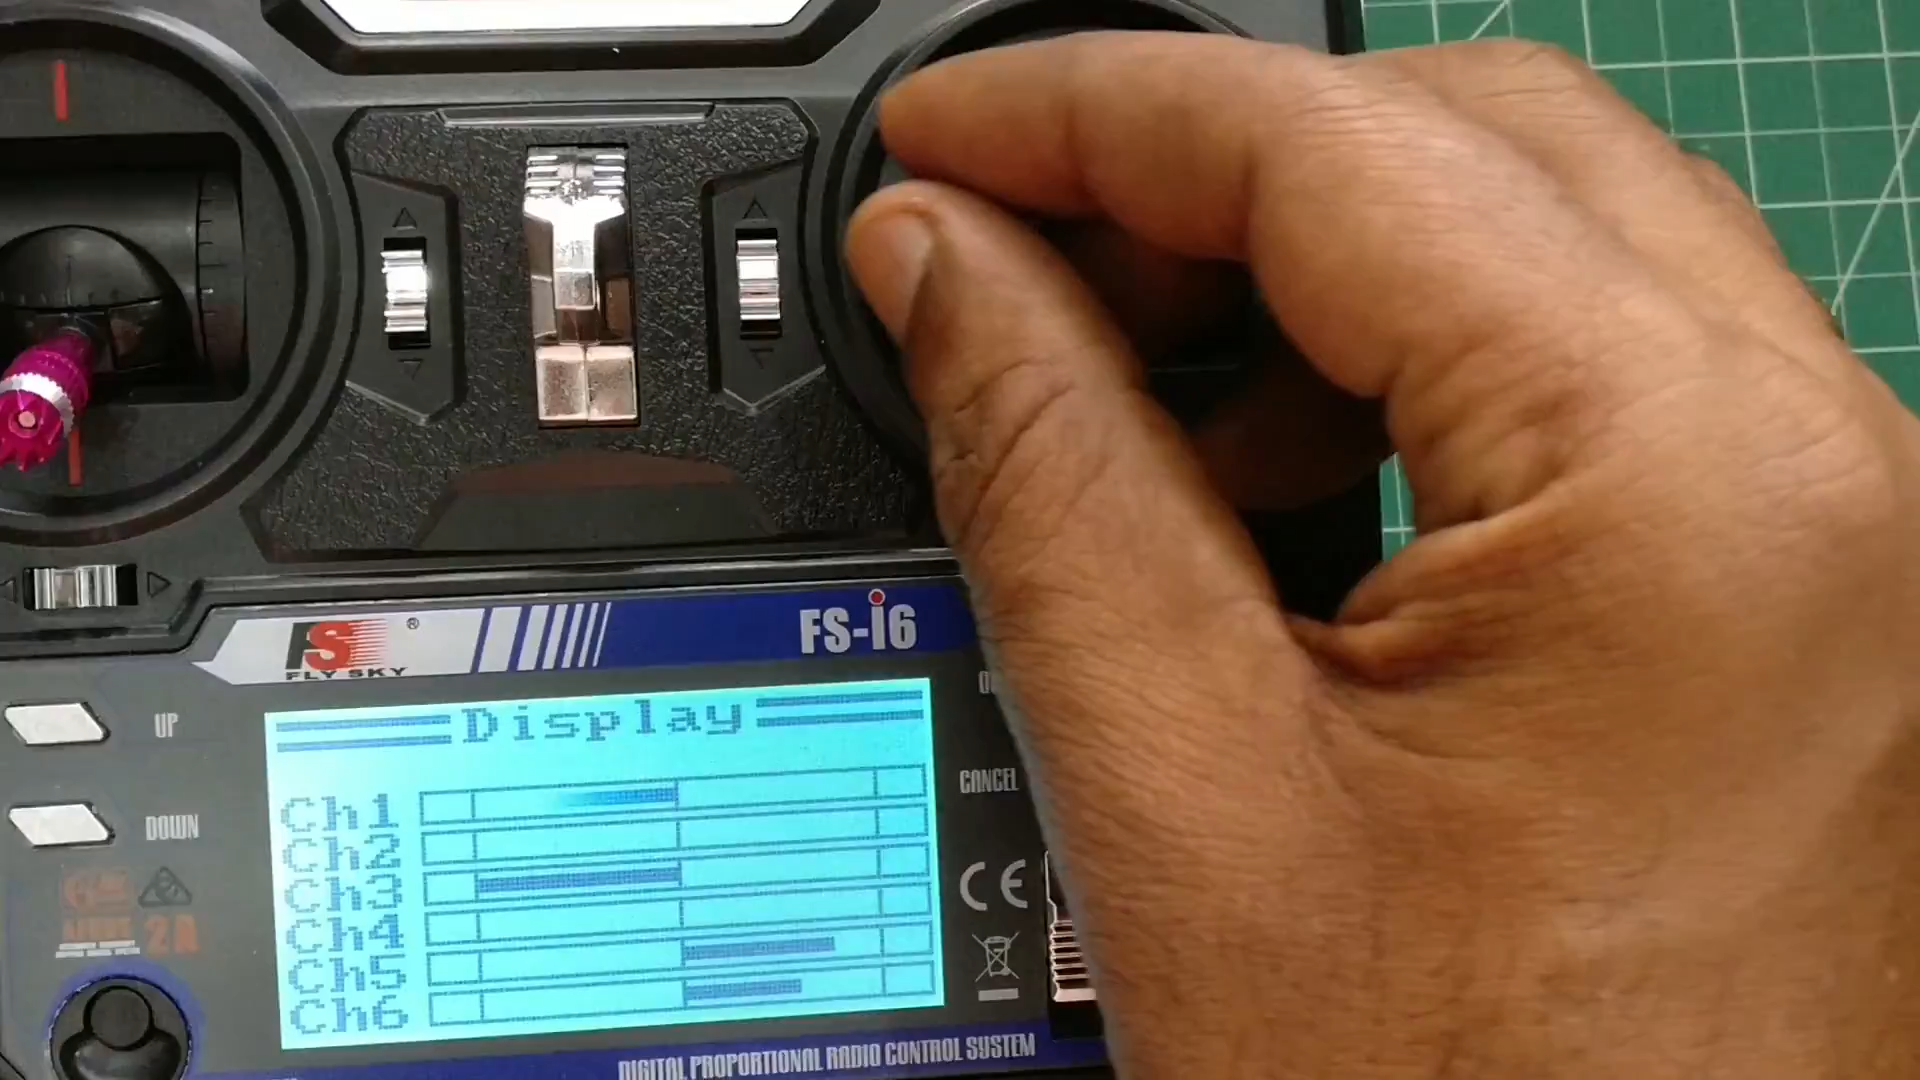 FS ®
FLY SKY
FS-i6
UP
DOWN
CANCEL
Display
Ch1
Ch2
Ch3
Ch4
Ch5
Ch6
CE
2A
DIGITAL PROPORTIONAL RADIO CONTROL SYSTEM